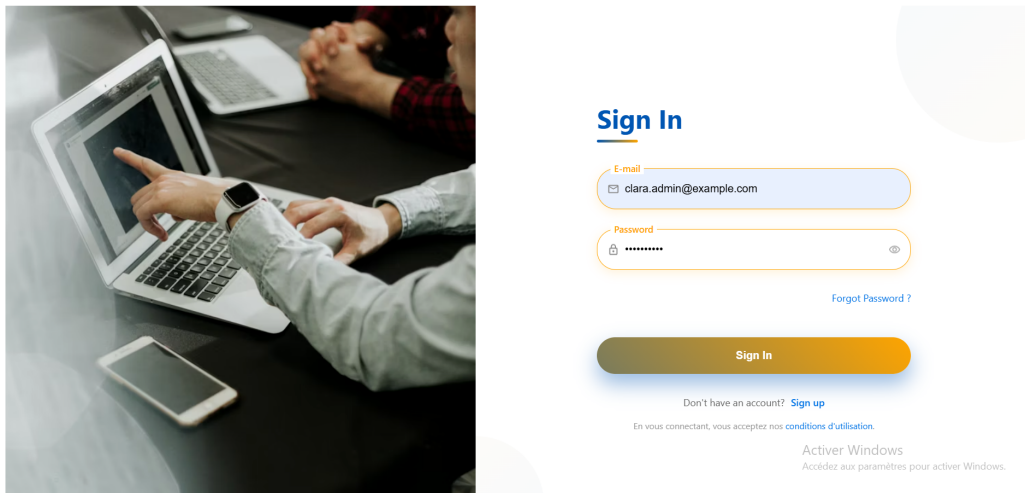 Sign In
E-mail
clara.admin@example.com
Password
••••••••••
Forgot Password ?
Sign In
Don't have an account? Sign up
En vous connectant, vous acceptez nos conditions d'utilisation.
Activer Windows
Accédez aux paramètres pour activer Windows.